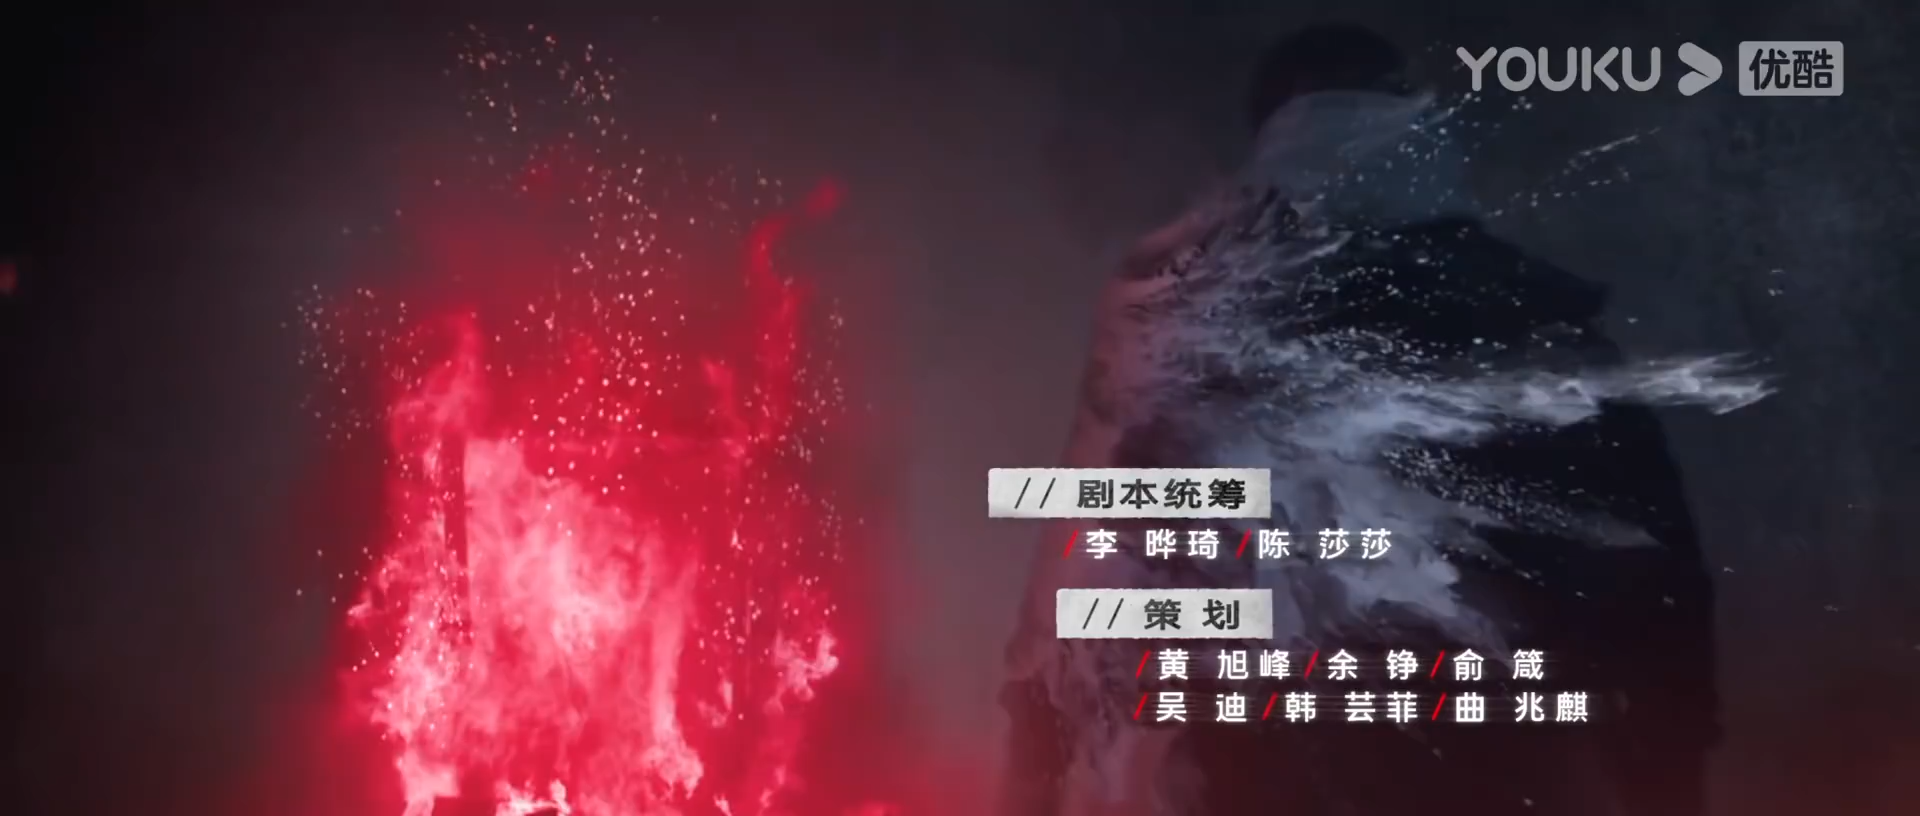 YOUKU 优酷
// 剧本统筹
/李 晔琦 /陈 莎莎
// 策 划
/黄 旭峰 /余 铮 /俞 箴
/吴 迪 /韩 芸菲 /曲 兆麒